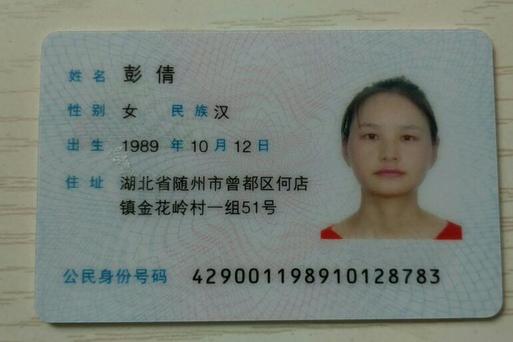 姓名 彭倩
性别 女 民族 汉
出生 1989 年 10 月 12 日
住址 湖北省随州市曾都区何店
镇金花岭村一组51号
公民身份号码 429001198910128783